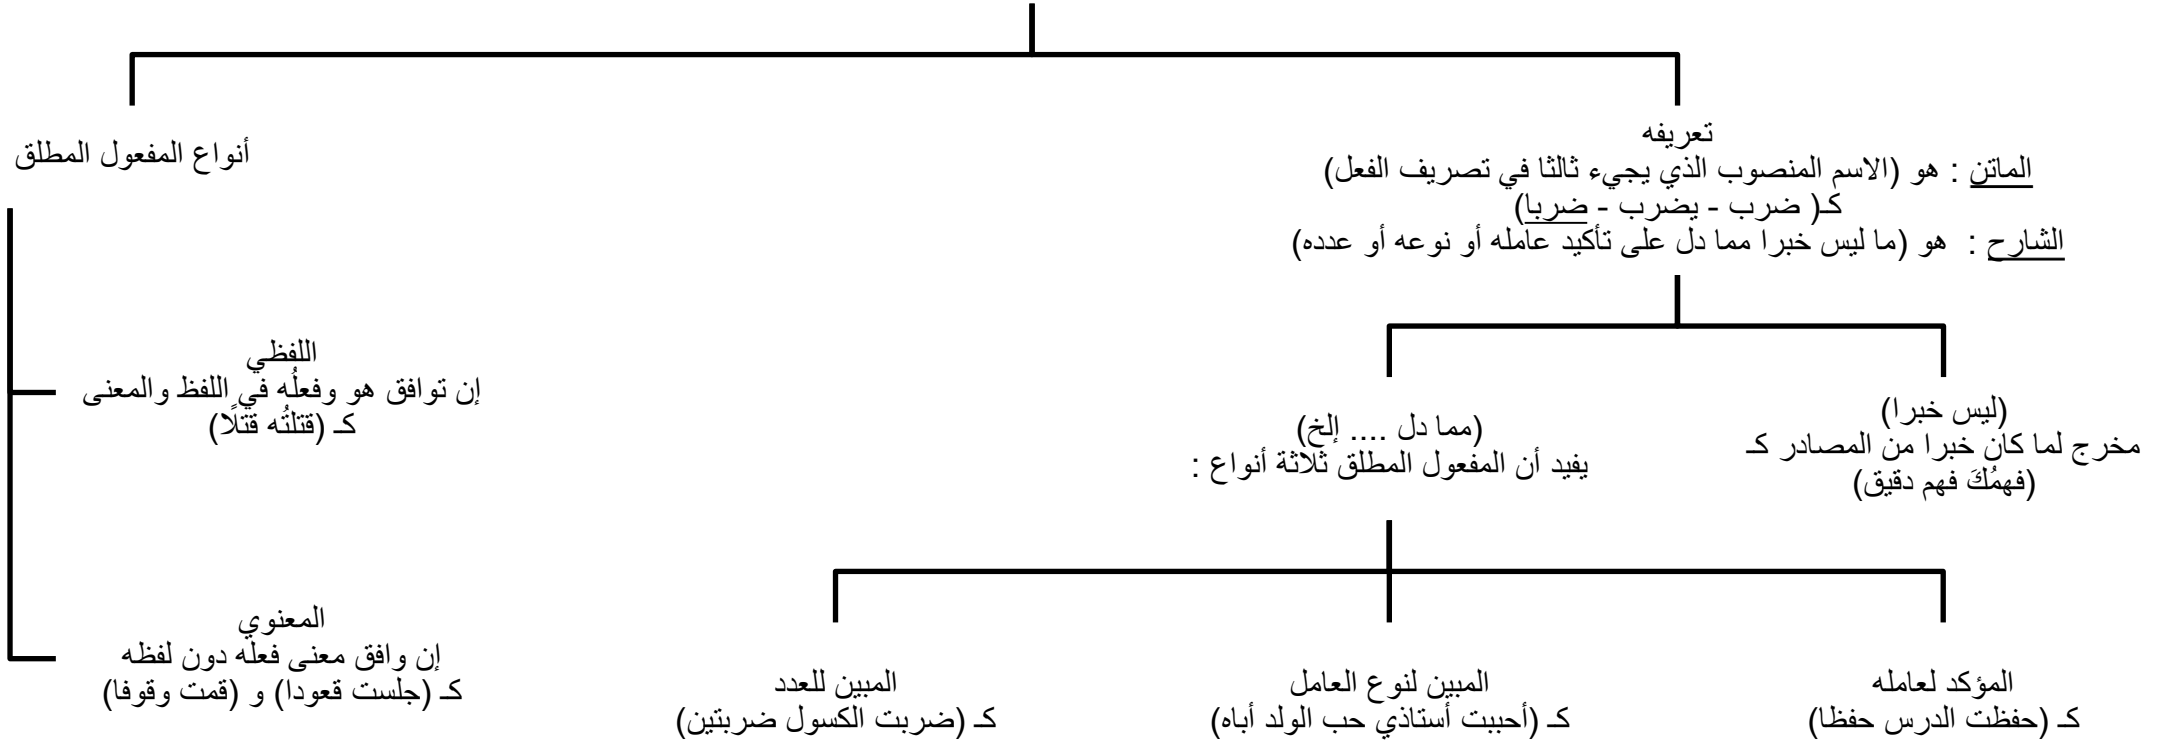 تعريفه
الماتن : هو (الاسم المنصوب الذي يجيء ثالثا في تصريف الفعل)
كـ( ضرب - يضرب - ضربا)
الشارح : هو (ما ليس خبرا مما دل على تأكيد عامله أو نوعه أو عدده)
(ليس خبرا)
مخرج لما كان خبرا من المصادر كـ
(فهمُكَ فهم دقيق)
(مما دل .... إلخ)
يفيد أن المفعول المطلق ثلاثة أنواع :
المؤكد لعامله
كـ (حفظت الدرس حفظا)
المبين لنوع العامل
كـ (أحببت أستاذي حب الولد أباه)
المبين للعدد
كـ (ضربت الكسول ضربتين)
أنواع المفعول المطلق
اللفظي
إن توافق هو وفعلُه في اللفظ والمعنى
كـ (قتلتُه قتلًا)
المعنوي
إن وافق معنى فعله دون لفظه
كـ (جلست قعودا) و (قمت وقوفا)